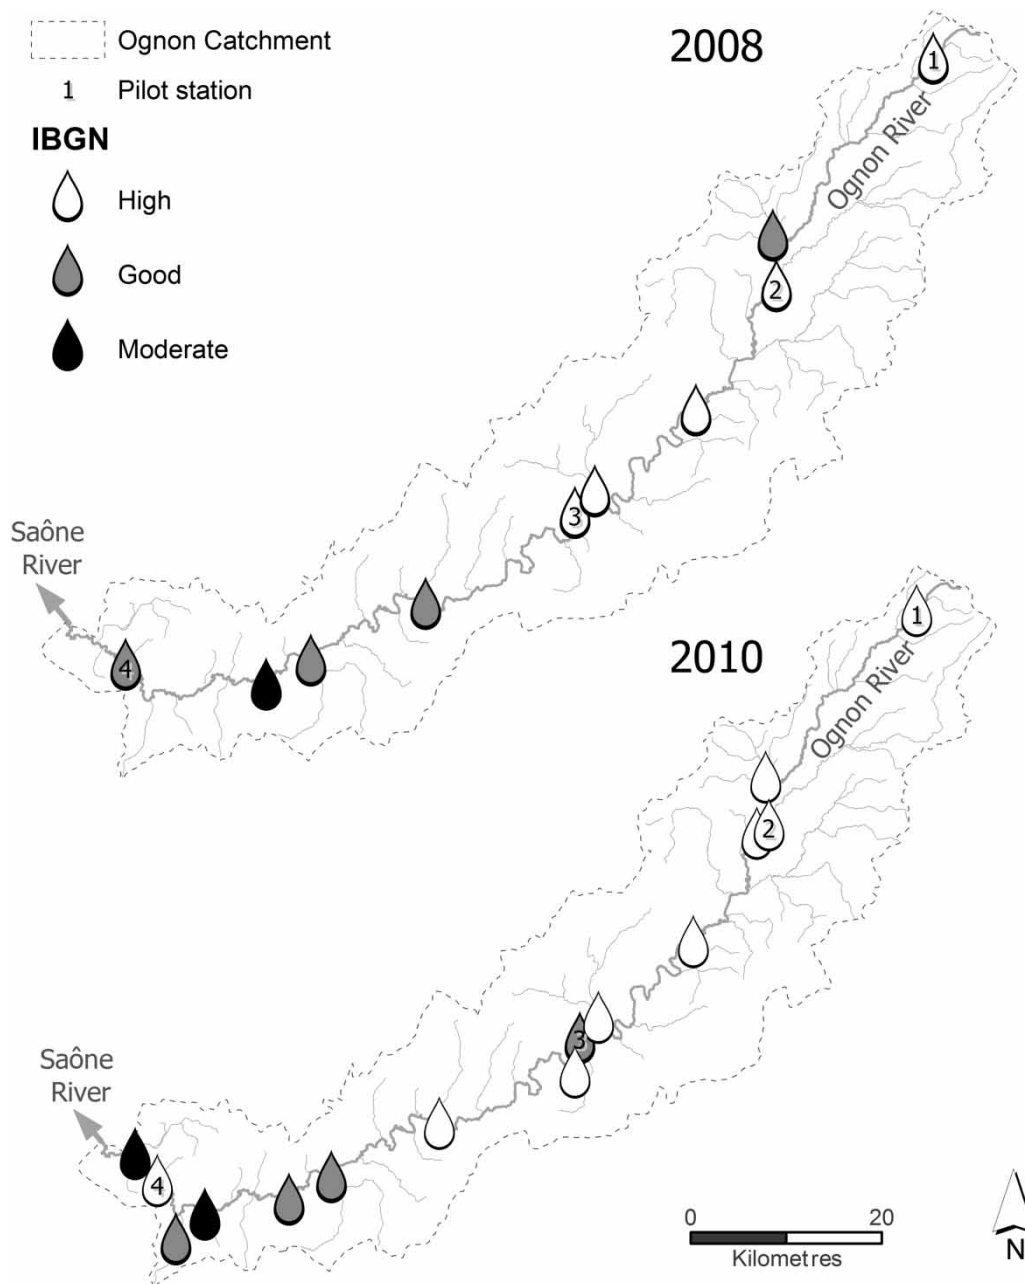 Ognon Catchment
1 Pilot station
IBGN
High
Good
Moderate
2008
1
Ognon River
2
3
Saône
River
4
2010
1
Ognon River
2
3
Saône
River
4
0 20
Kilometres
N